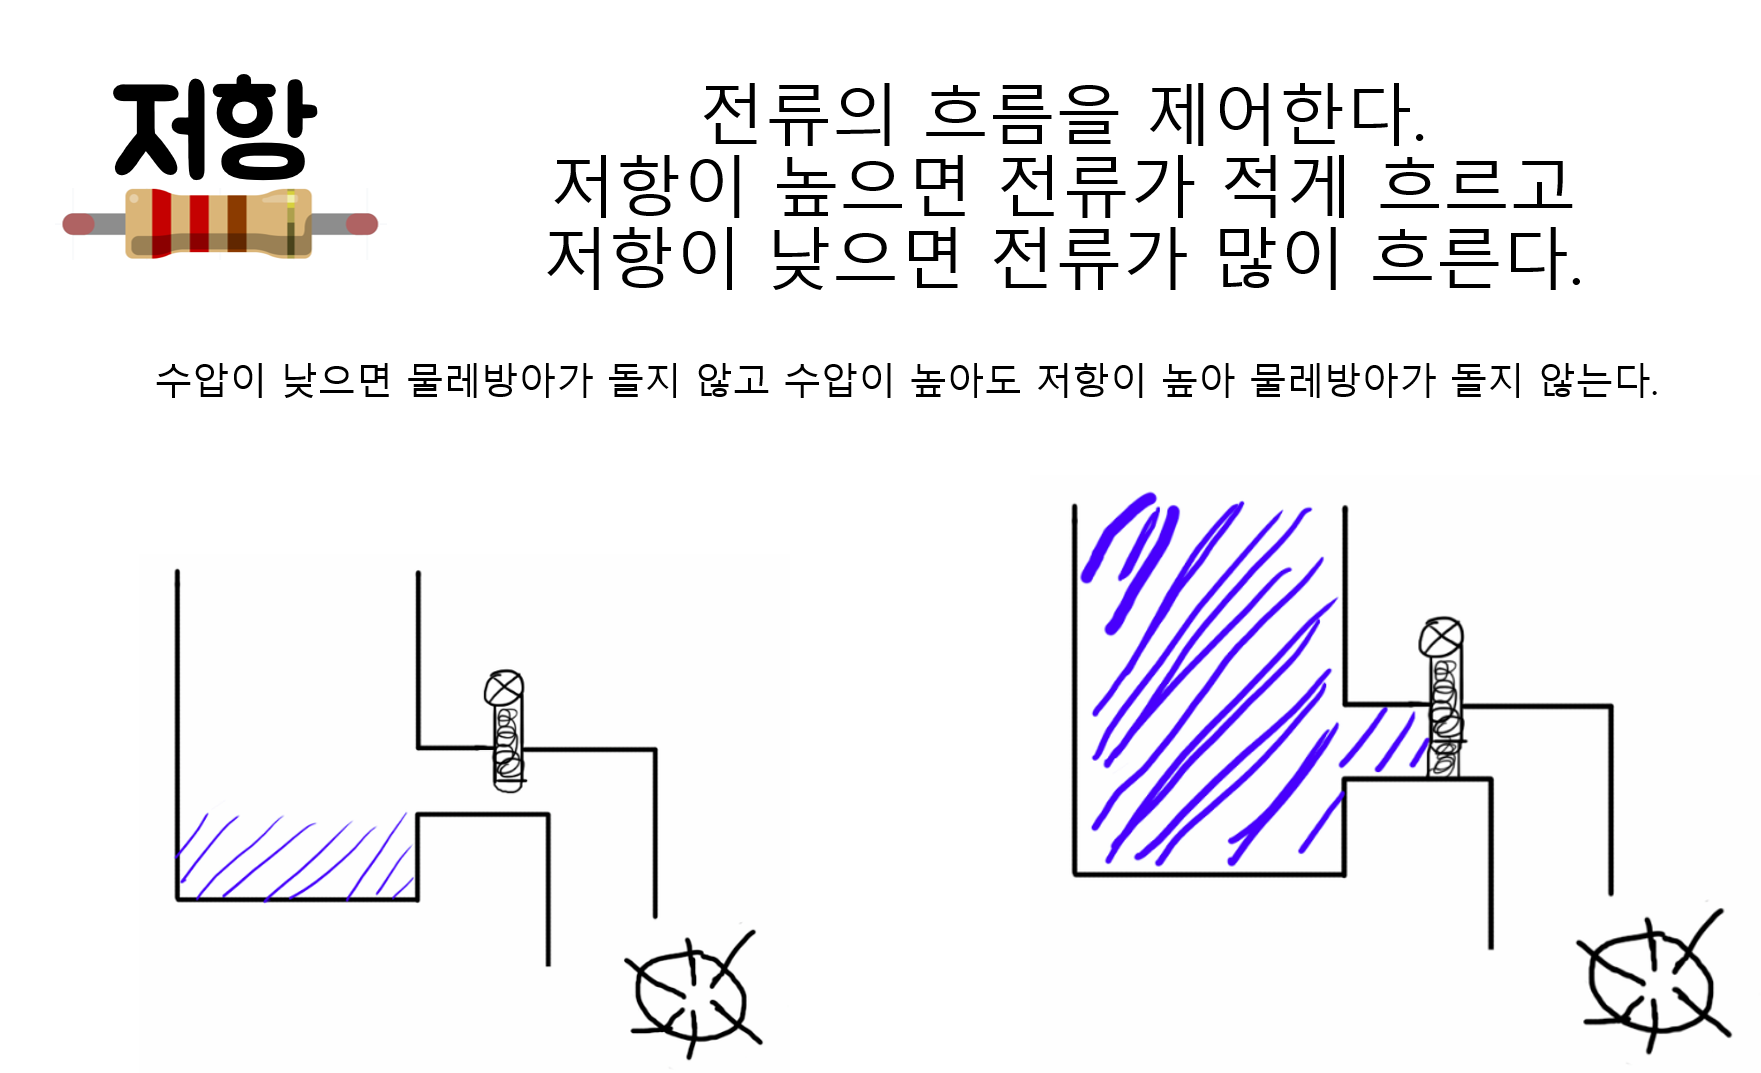 저항
전류의 흐름을 제어한다.
저항이 높으면 전류가 적게 흐르고
저항이 낮으면 전류가 많이 흐른다.
수압이 낮으면 물레방아가 돌지 않고 수압이 높아도 저항이 높아 물레방아가 돌지 않는다.